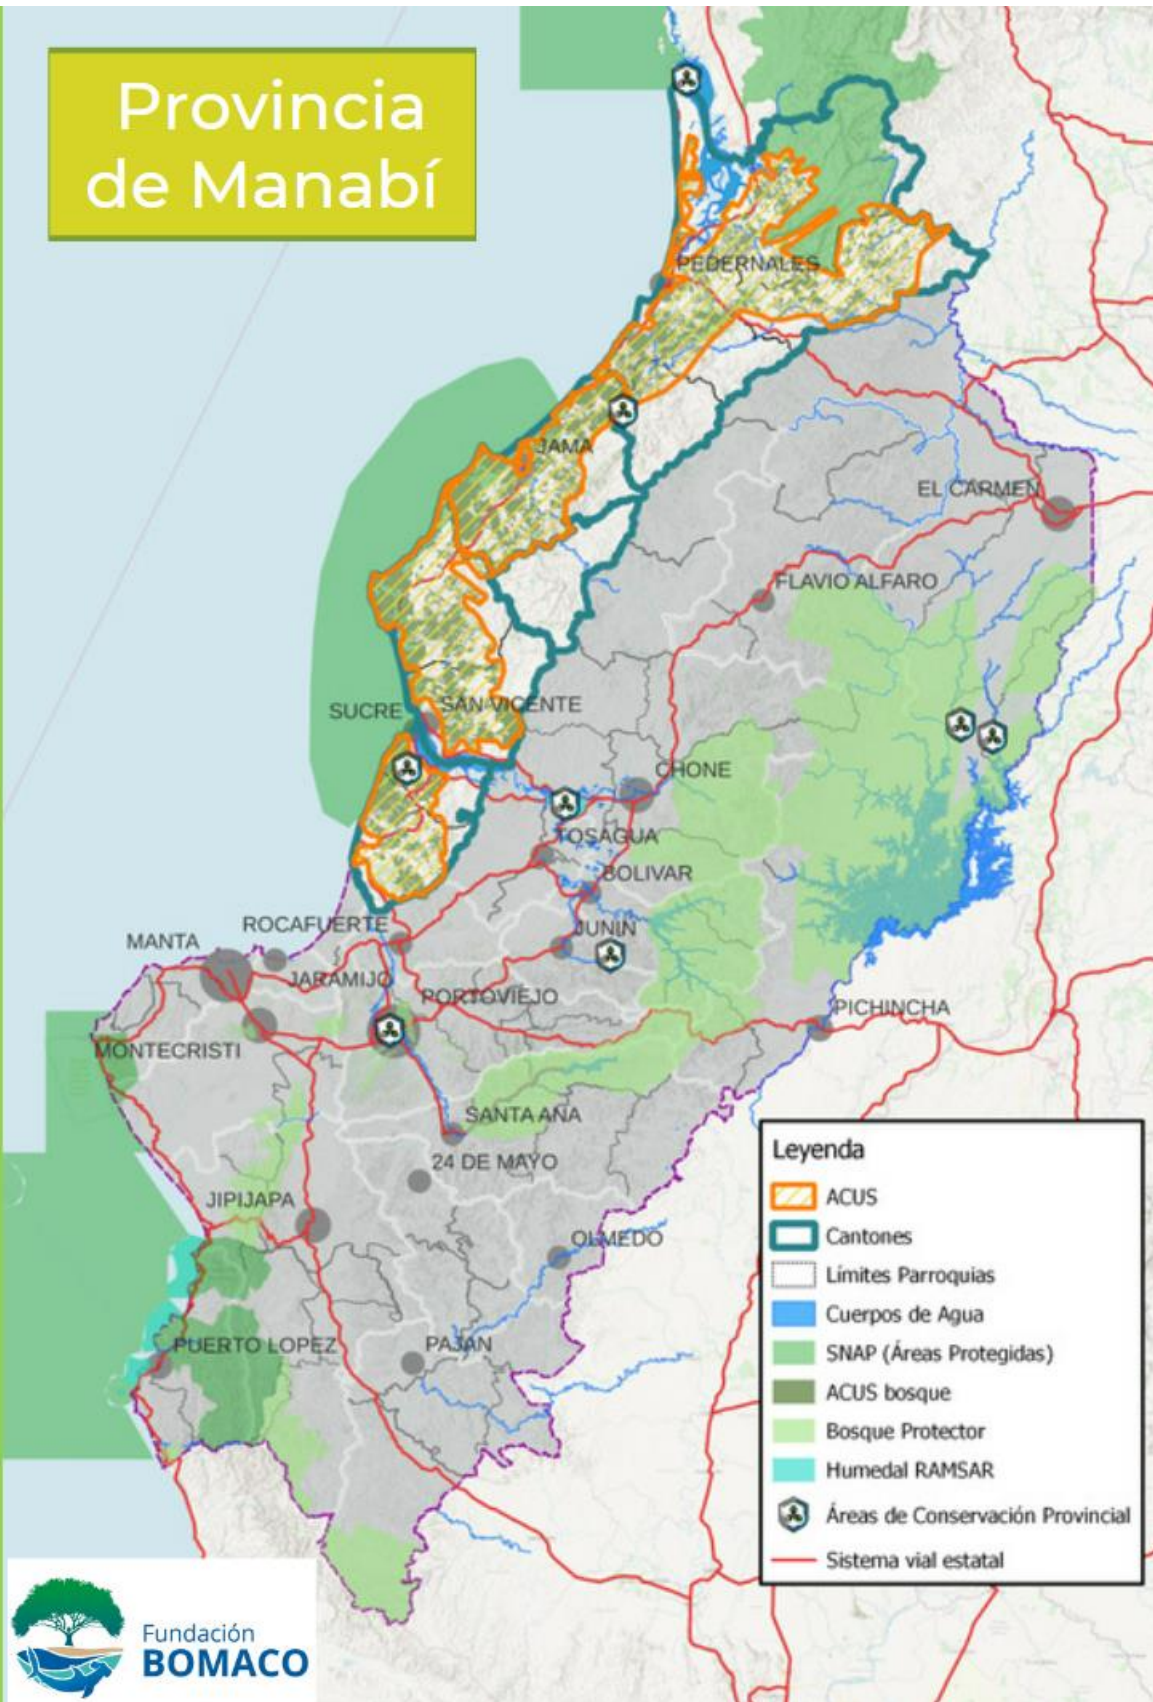 Provincia
de Manabí
PEDERNALES
JAMA
EL CARMEN
FLAVIO ALFARO
SUCRE
SAN VICENTE
CHONE
TOSAGUA
BOLIVAR
ROCAFUERTE
JUNIN
MANTA
JARAMIJO
PORTOVIEJO
PICHINCHA
MONTECRISTI
SANTA ANA
24 DE MAYO
JIPIJAPA
OLMEDO
PUERTO LOPEZ
PAJAN
Leyenda
ACUS
Cantones
Límites Parroquias
Cuerpos de Agua
SNAP (Áreas Protegidas)
ACUS bosque
Bosque Protector
Humedal RAMSAR
Áreas de Conservación Provincial
Sistema vial estatal
Fundación
BOMACO